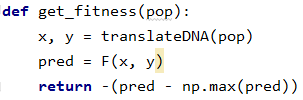 def get_fitness(pop):
    x, y = translateDNA(pop)
    pred = F(x, y)
    return -(pred - np.max(pred))